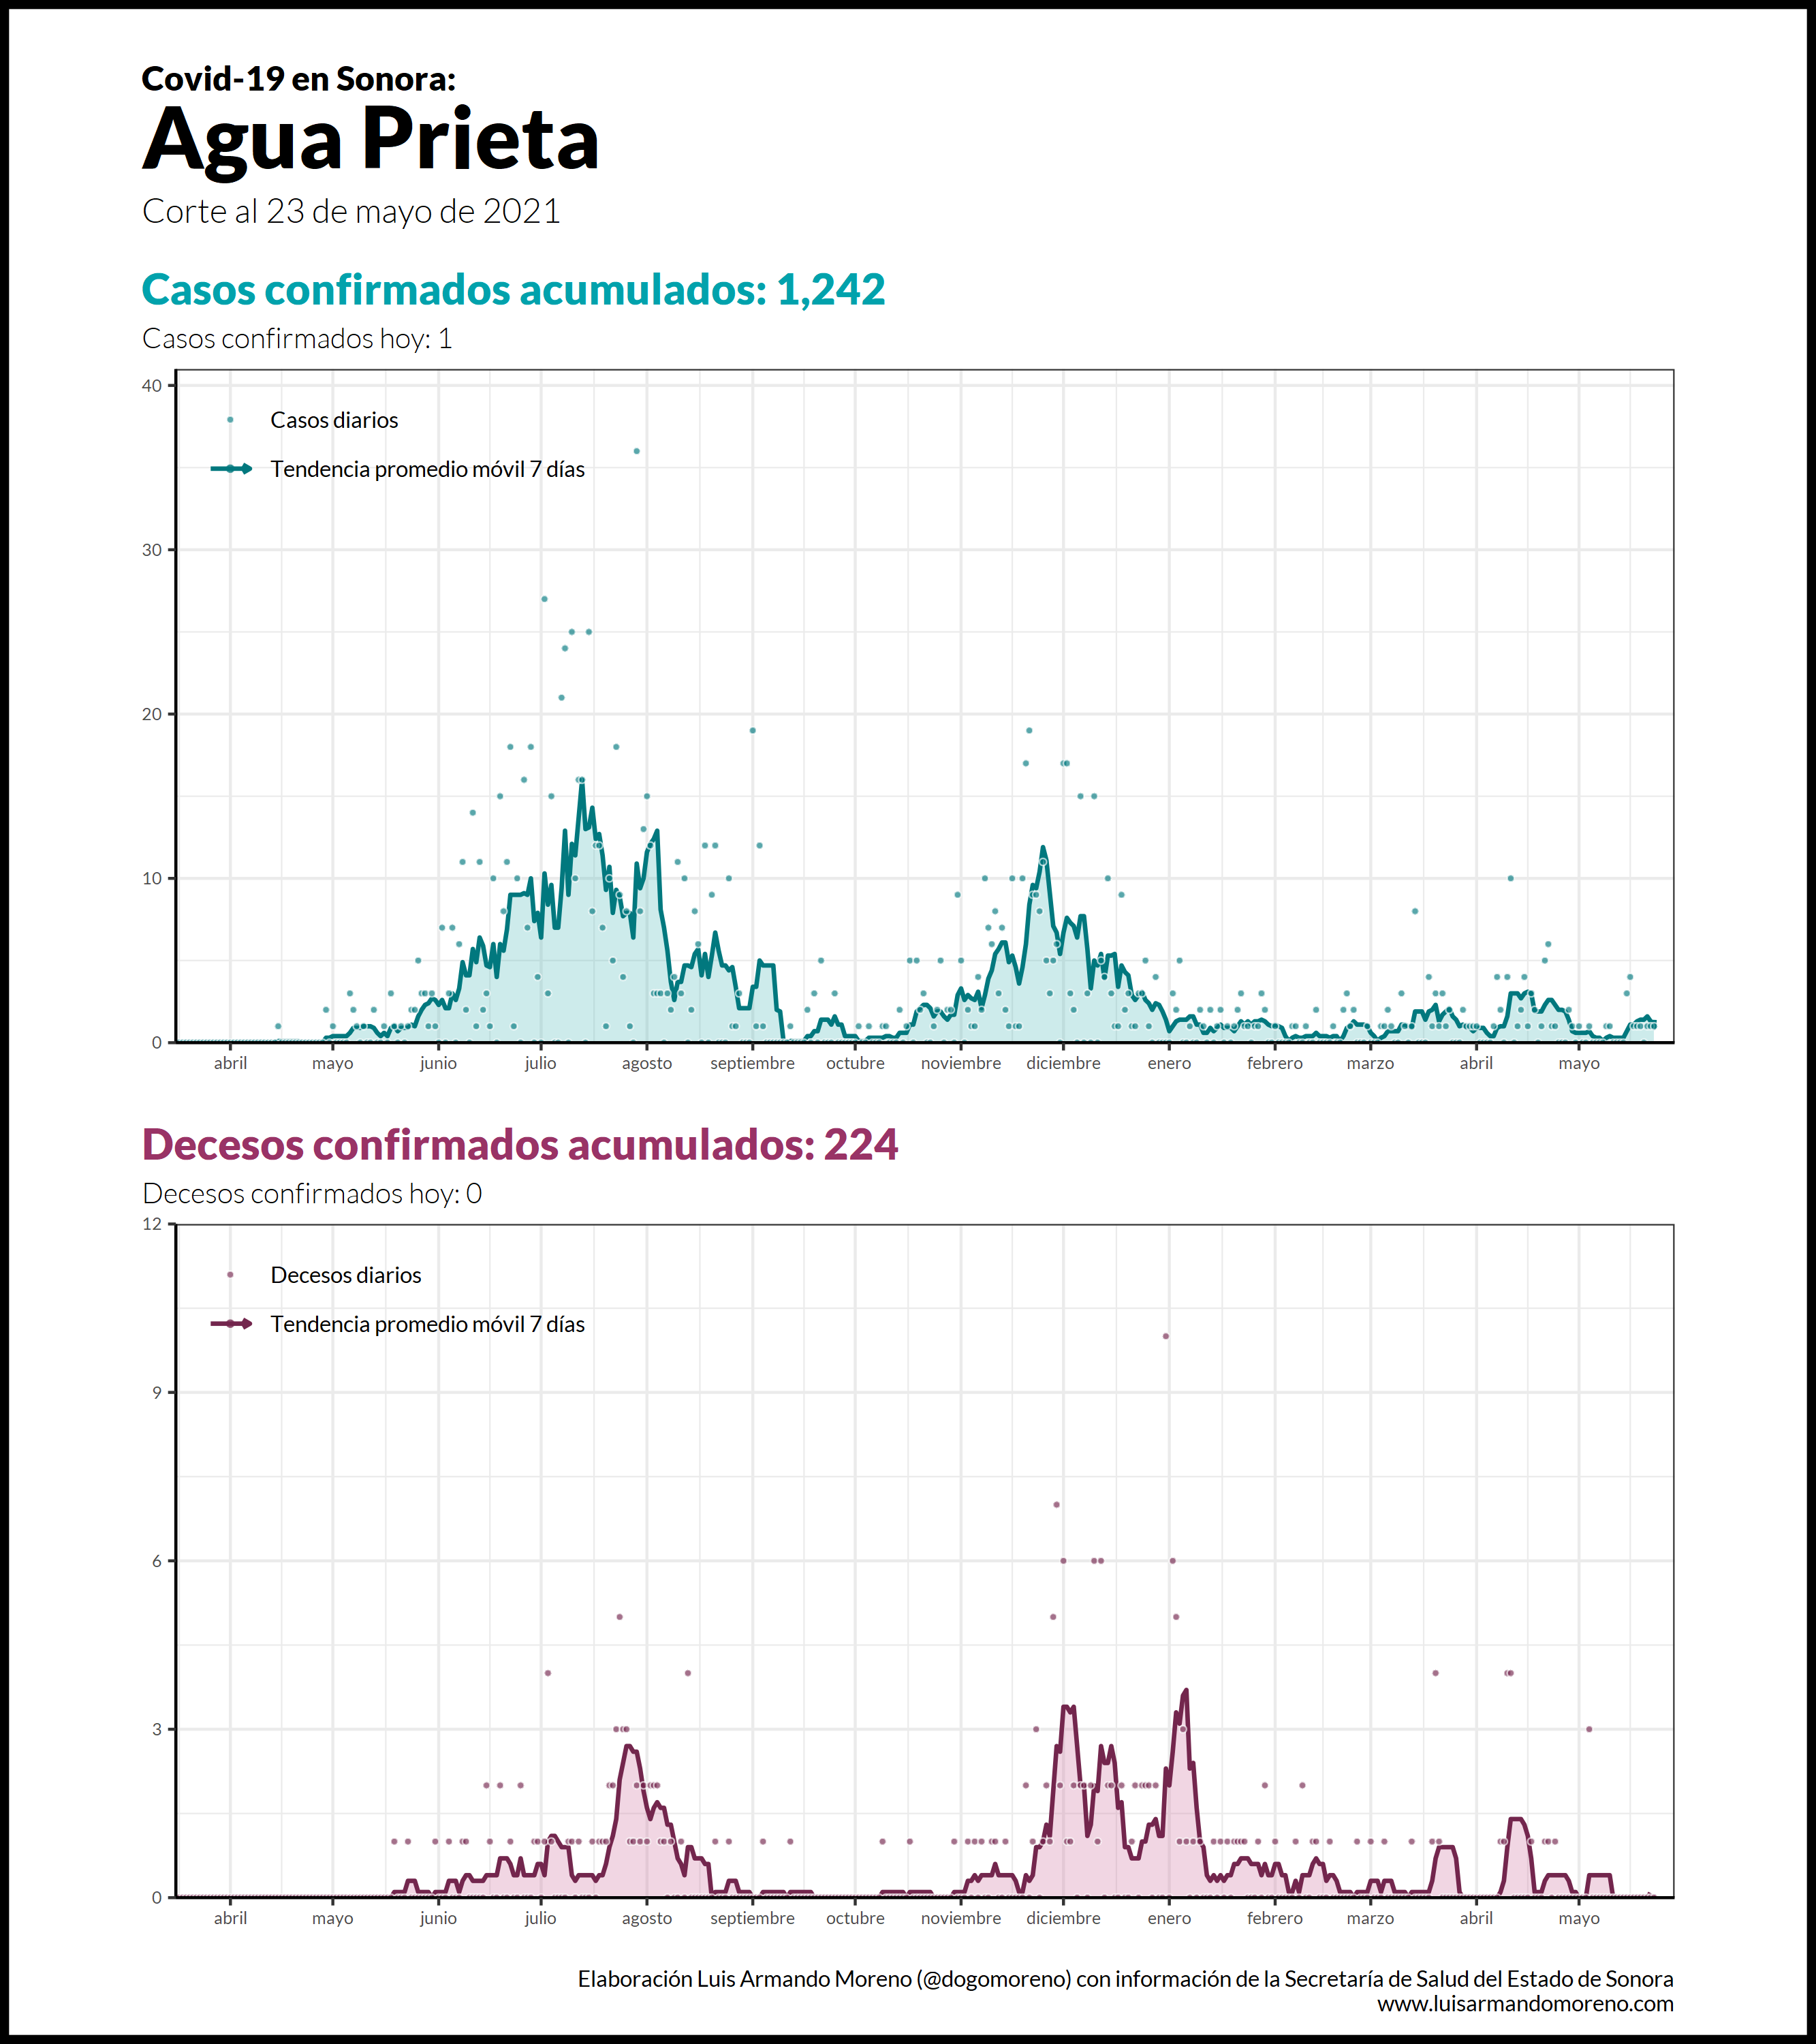 Covid-19 en Sonora:
Agua Prieta
Corte al 23 de mayo de 2021
Casos confirmados acumulados: 1,242
Casos confirmados hoy: 1
40
30
20
10
0
Casos diarios
Tendencia promedio móvil 7 días
abril mayo junio julio agosto septiembre octubre noviembre diciembre enero febrero marzo abril mayo
Decesos confirmados acumulados: 224
Decesos confirmados hoy: 0
12
9
6
3
0
Decesos diarios
Tendencia promedio móvil 7 días
abril mayo junio julio agosto septiembre octubre noviembre diciembre enero febrero marzo abril mayo
Elaboración Luis Armando Moreno (@dogomoreno) con información de la Secretaría de Salud del Estado de Sonora
www.luisarmandomoreno.com